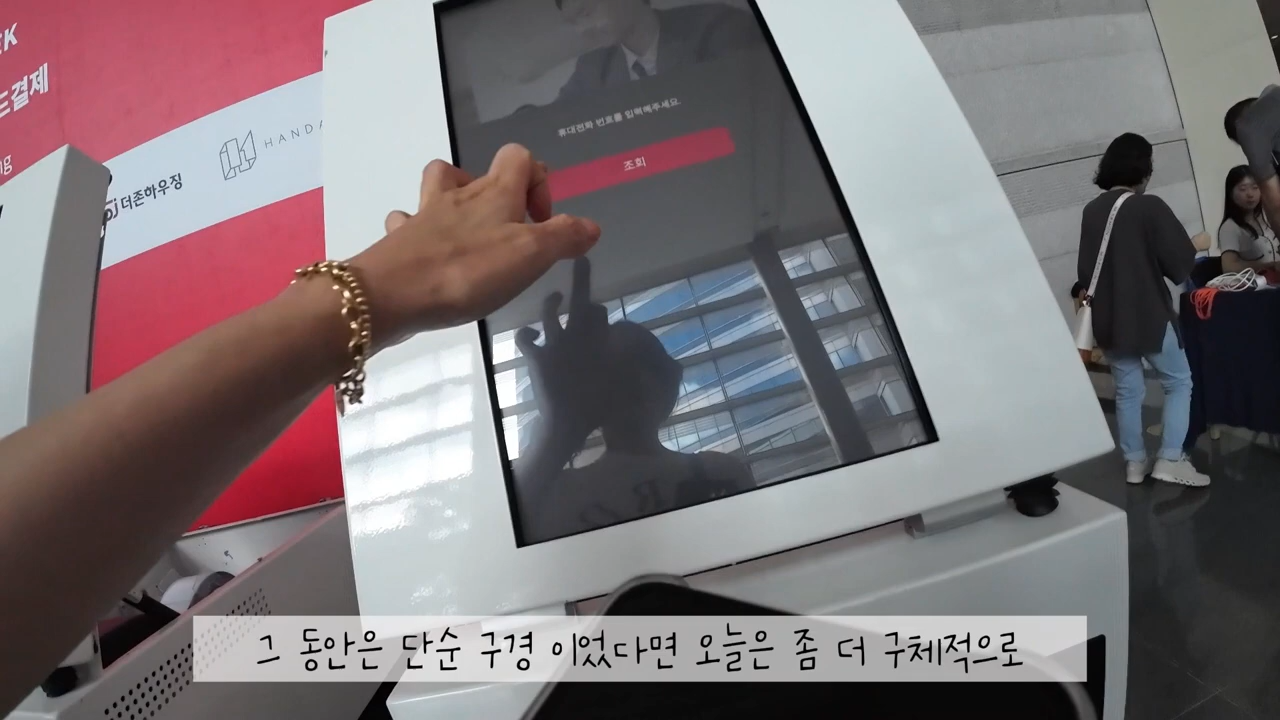 EK
드결제
ng
더존하우징
HANDA
휴대전화 번호를 입력해주세요.
조회
그 동안은 단순 구경 이었다면 오늘은 좀 더 구체적으로